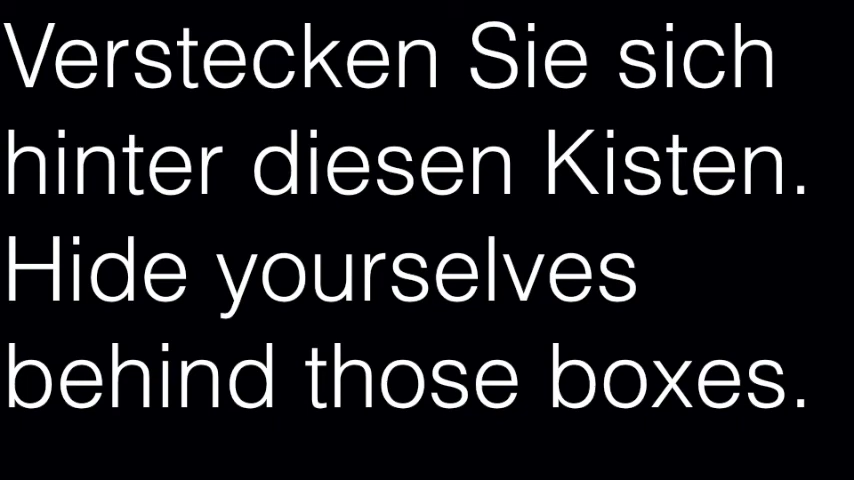 Verstecken Sie sich
hinter diesen Kisten.
Hide yourselves
behind those boxes.